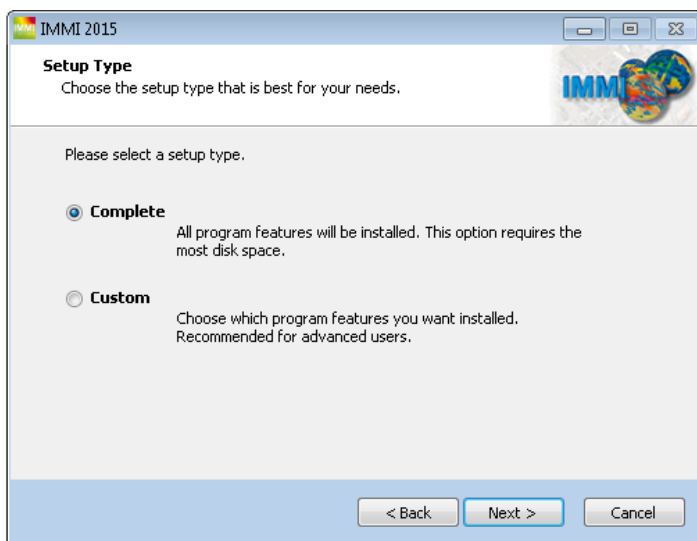 IMMI 2015
Setup Type
Choose the setup type that is best for your needs.
IMMI
Please select a setup type.
Complete
All program features will be installed. This option requires the
most disk space.
Custom
Choose which program features you want installed.
Recommended for advanced users.
< Back
Next >
Cancel